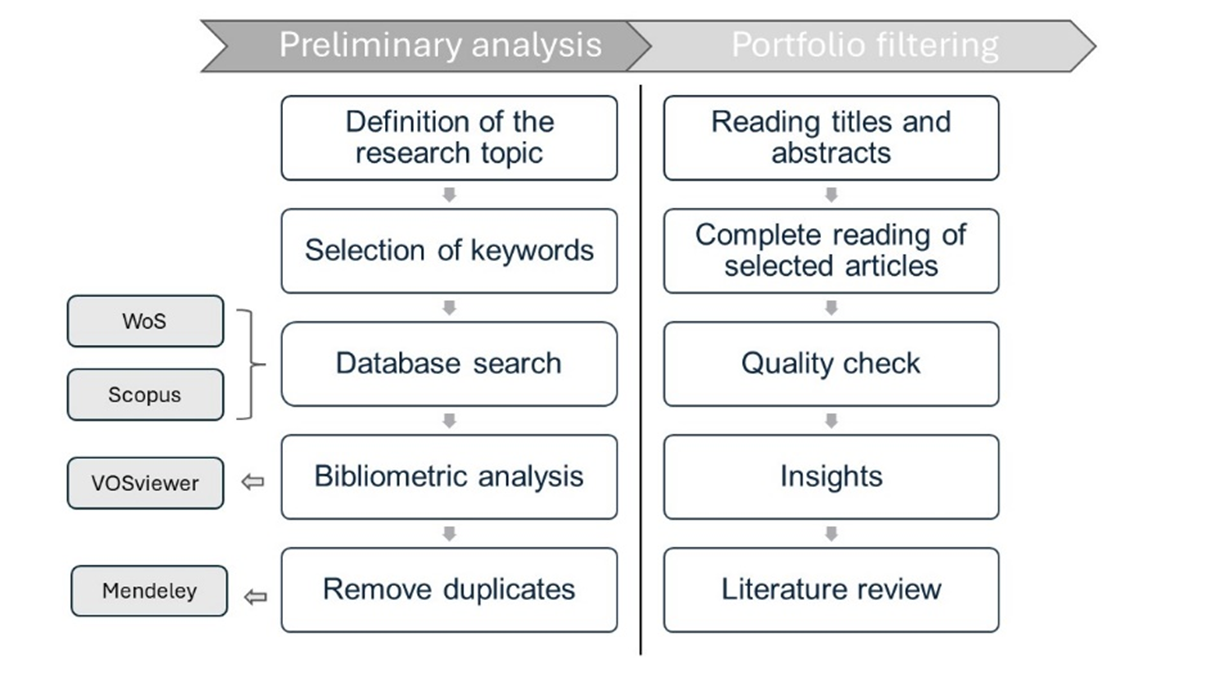 Preliminary analysis
Portfolio filtering
Definition of the
research topic
Selection of keywords
WoS
Scopus
Database search
VOSviewer
Bibliometric analysis
Mendeley
Remove duplicates
Reading titles and
abstracts
Complete reading of
selected articles
Quality check
Insights
Literature review